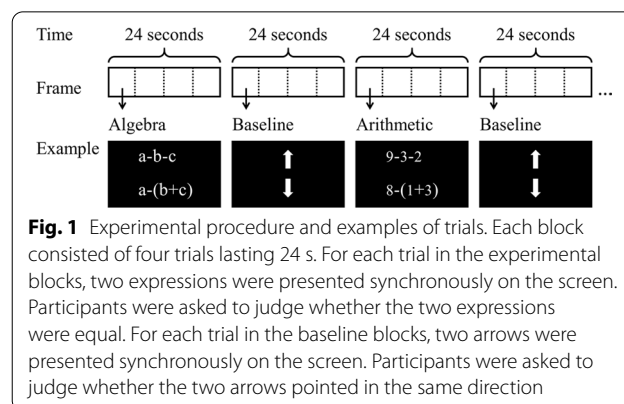 Time 24 seconds 24 seconds 24 seconds 24 seconds
Frame ...
Algebra Baseline Arithmetic Baseline
Example a-b-c 9-3-2
a-(b+c) 8-(1+3)
Fig. 1 Experimental procedure and examples of trials. Each block
consisted of four trials lasting 24 s. For each trial in the experimental
blocks, two expressions were presented synchronously on the screen.
Participants were asked to judge whether the two expressions
were equal. For each trial in the baseline blocks, two arrows were
presented synchronously on the screen. Participants were asked to
judge whether the two arrows pointed in the same direction